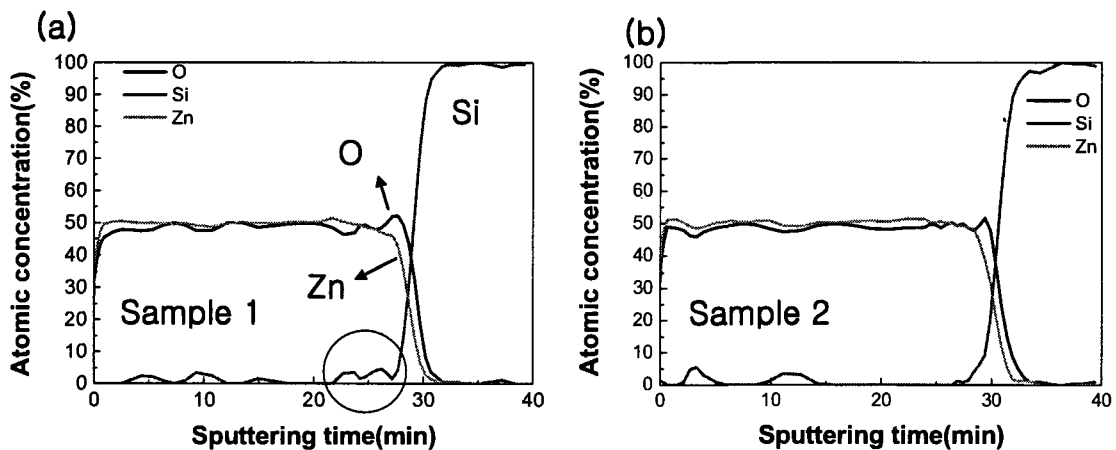 (a)
Atomic concentration(%)
100
90
80
70
60
50
40
30
20
10
0
O
Si
Zn
Si
O
Zn
Sample 1
0 10 20 30 40
Sputtering time(min)
(b)
Atomic concentration(%)
100
90
80
70
60
50
40
30
20
10
0
O
Si
Zn
Sample 2
0 10 20 30 40
Sputtering time(min)